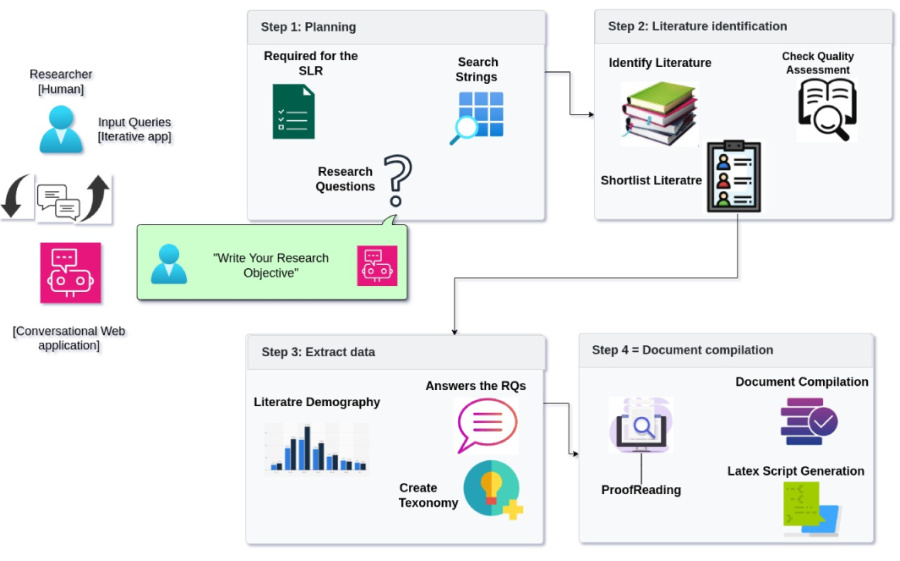 Step 1: Planning
Required for the
SLR
Search
Strings
Research
Questions
Step 2: Literature identification
Identify Literature
Check Quality
Assessment
Shortlist Literatre
Researcher
[Human]
Input Queries
[Iterative app]
[Conversational Web
application]
"Write Your Research
Objective"
Step 3: Extract data
Literatre Demography
Answers the RQs
Create
Texonomy
Step 4 = Document compilation
Document Compilation
ProofReading
Latex Script Generation